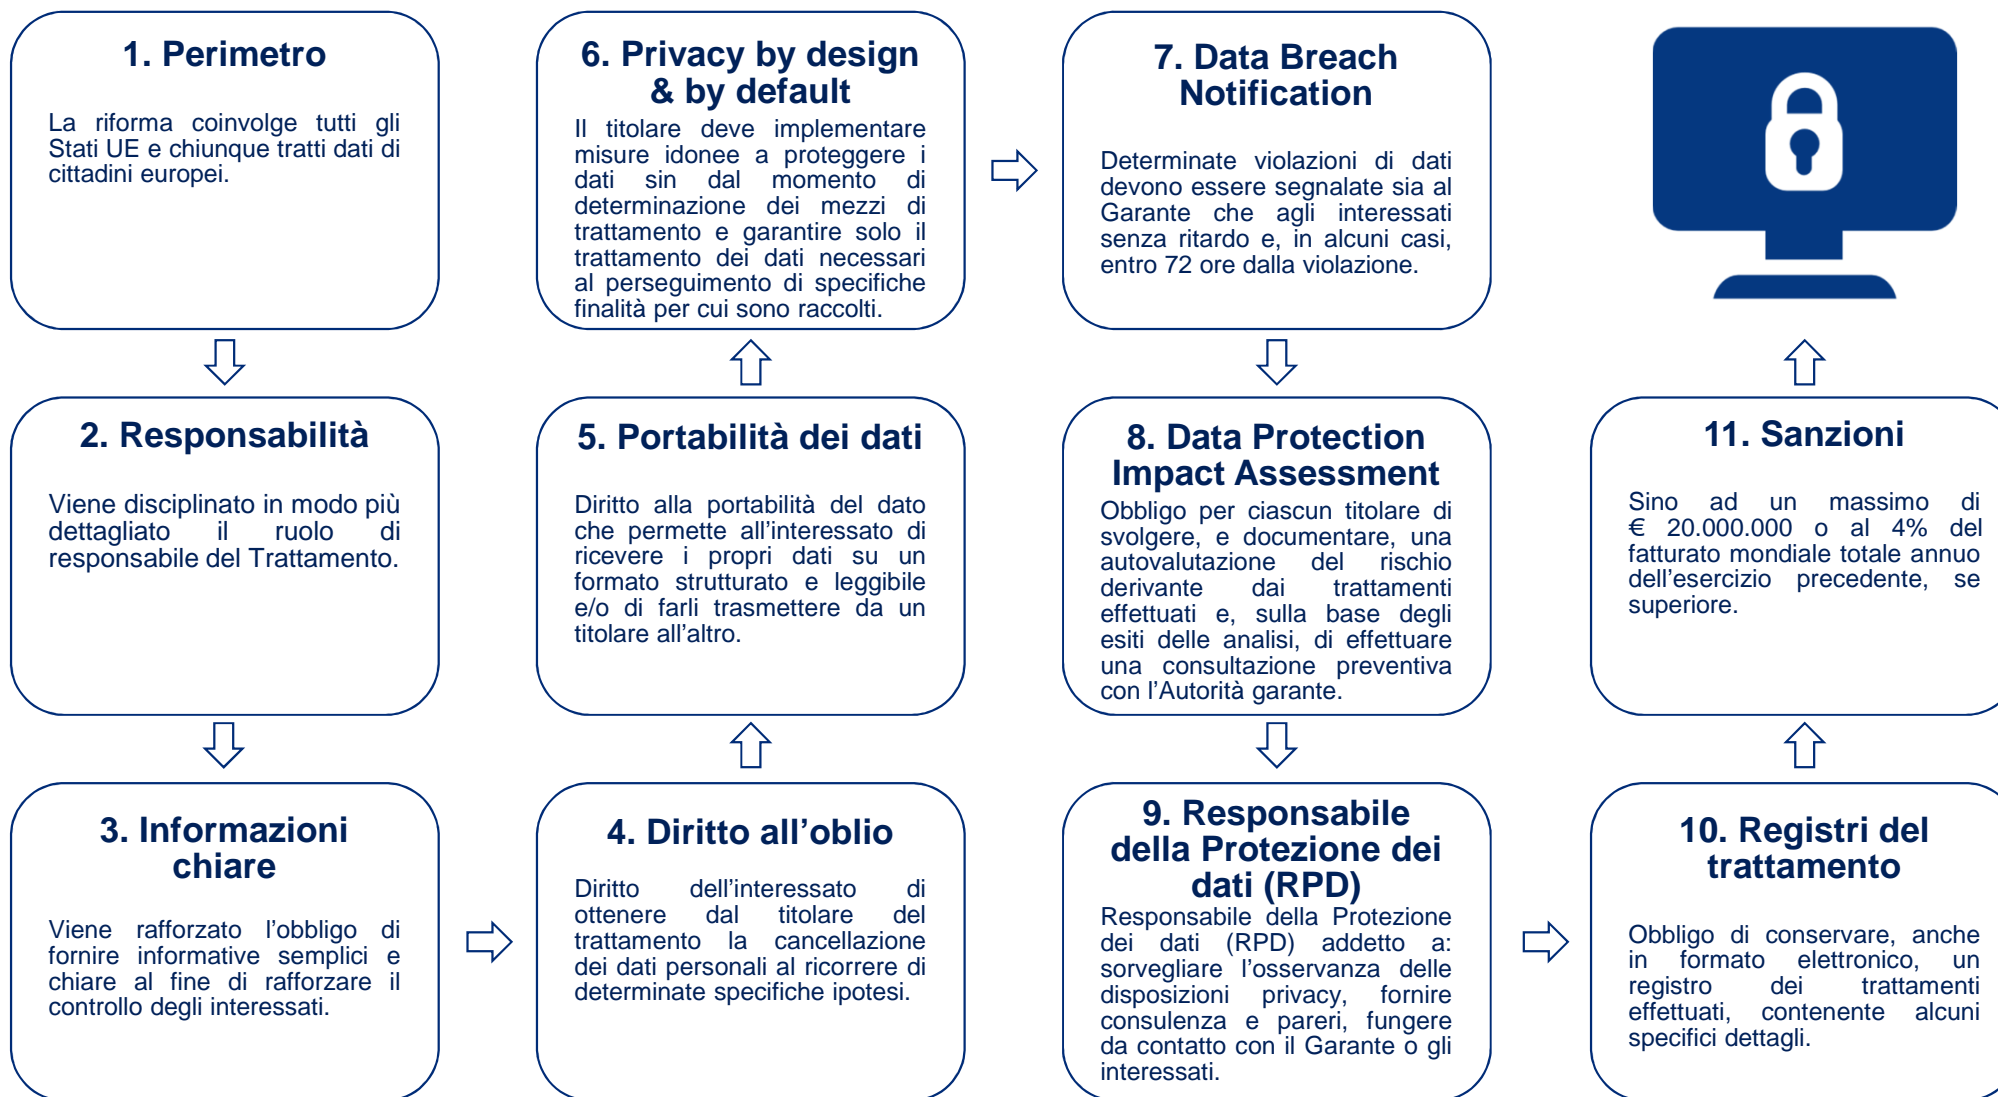 1. Perimetro
La riforma coinvolge tutti gli
Stati UE e chiunque tratti dati di
cittadini europei.
2. Responsabilità
Viene disciplinato in modo più
dettagliato il ruolo di
responsabile del Trattamento.
3. Informazioni
chiare
Viene rafforzato l’obbligo di
fornire informative semplici e
chiare al fine di rafforzare il
controllo degli interessati.
4. Diritto all’oblio
Diritto dell’interessato di
ottenere dal titolare del
trattamento la cancellazione
dei dati personali al ricorrere di
determinate specifiche ipotesi.
5. Portabilità dei dati
Diritto alla portabilità del dato
che permette all’interessato di
ricevere i propri dati su un
formato strutturato e leggibile
e/o di farli trasmettere da un
titolare all’altro.
6. Privacy by design
& by default
Il titolare deve implementare
misure idonee a proteggere i
dati sin dal momento di
determinazione dei mezzi di
trattamento e garantire solo il
trattamento dei dati necessari
al perseguimento di specifiche
finalità per cui sono raccolti.
7. Data Breach
Notification
Determinate violazioni di dati
devono essere segnalate sia al
Garante che agli interessati
senza ritardo e, in alcuni casi,
entro 72 ore dalla violazione.
8. Data Protection
Impact Assessment
Obbligo per ciascun titolare di
svolgere, e documentare, una
autovalutazione del rischio
derivante dai trattamenti
effettuati e, sulla base degli
esiti delle analisi, di effettuare
una consultazione preventiva
con l’Autorità garante.
9. Responsabile
della Protezione dei
dati (RPD)
Responsabile della Protezione
dei dati (RPD) addetto a:
sorvegliare l’osservanza delle
disposizioni privacy, fornire
consulenza e pareri, fungere
da contatto con il Garante o gli
interessati.
10. Registri del
trattamento
Obbligo di conservare, anche
in formato elettronico, un
registro dei trattamenti
effettuati, contenente alcuni
specifici dettagli.
11. Sanzioni
Sino ad un massimo di
€ 20.000.000 o al 4% del
fatturato mondiale totale annuo
dell’esercizio precedente, se
superiore.